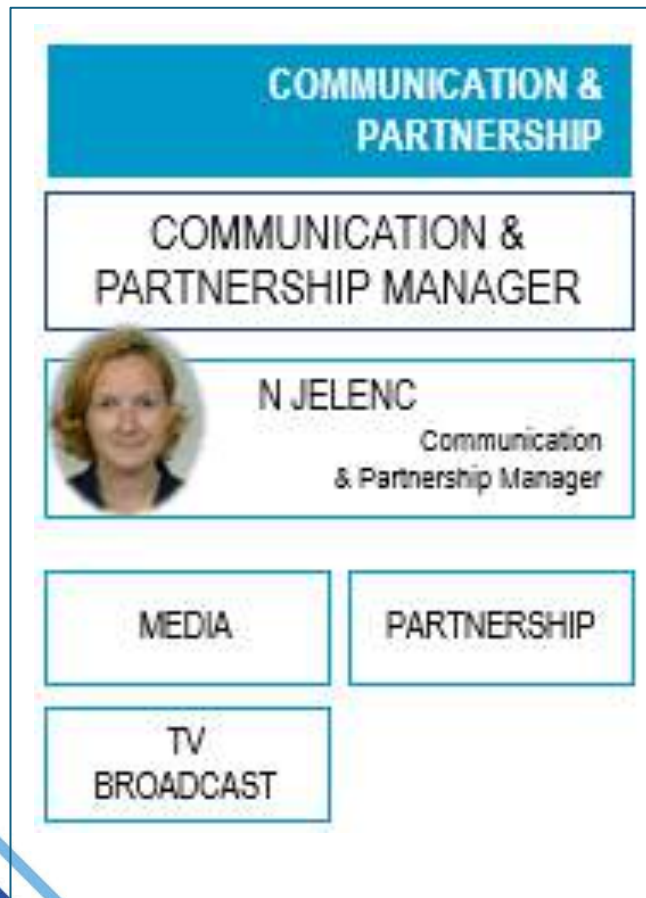 COMMUNICATION &
PARTNERSHIP
COMMUNICATION &
PARTNERSHIP MANAGER
N JELENC
Communication
& Partnership Manager
MEDIA
PARTNERSHIP
TV
BROADCAST